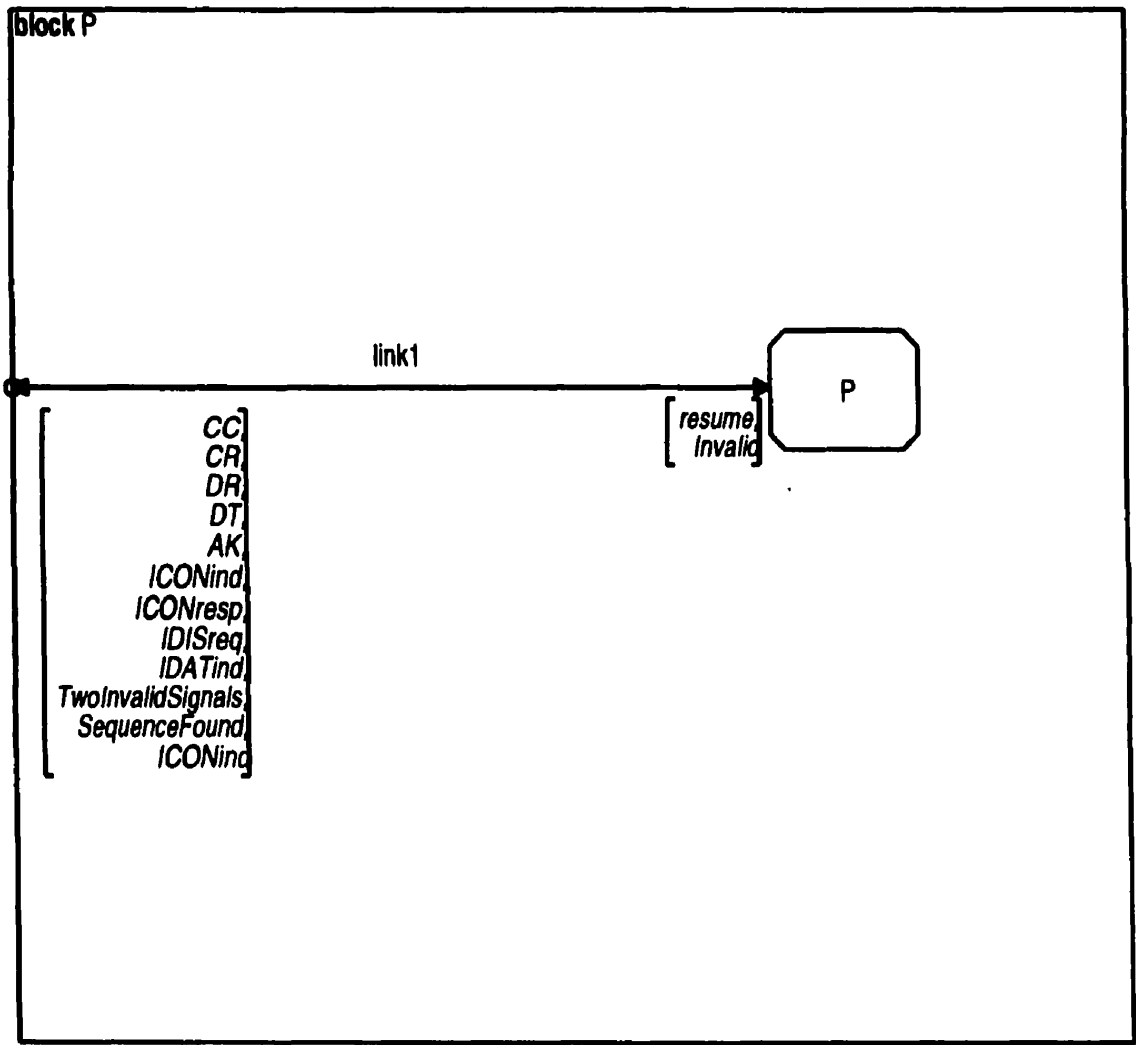 block P
link1
P
resume,
Invalid
CC,
CR,
DR,
DT,
AK,
ICONind,
ICONresp,
IDISreq,
IDATind,
TwoInvalidSignals,
SequenceFound,
ICONind